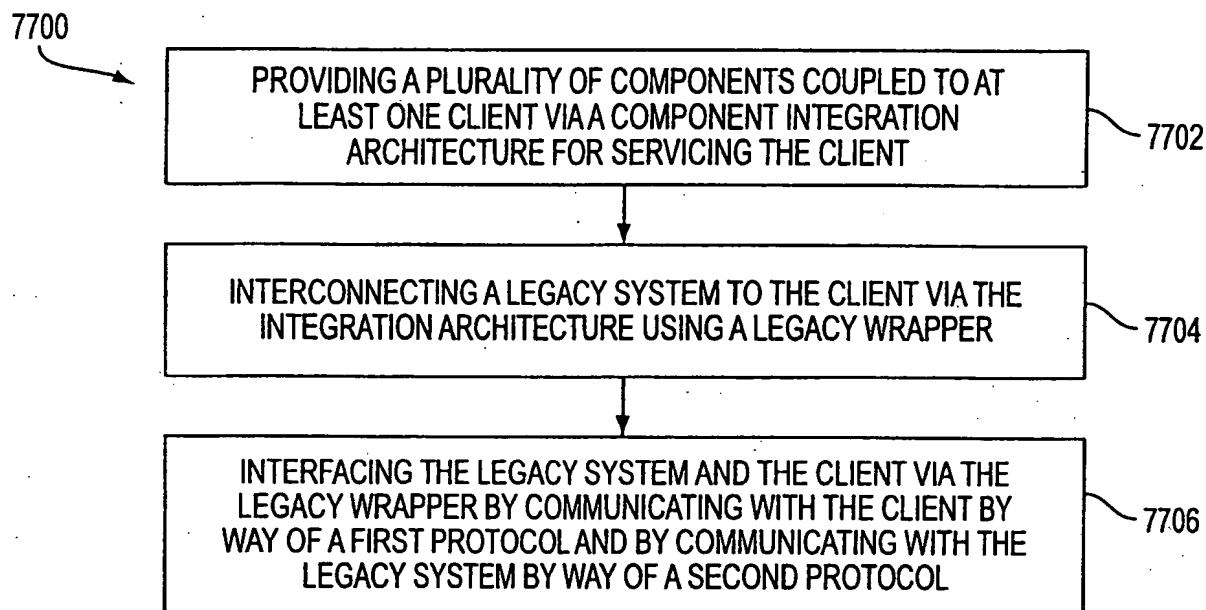 7700
PROVIDING A PLURALITY OF COMPONENTS COUPLED TO AT
LEAST ONE CLIENT VIA A COMPONENT INTEGRATION
ARCHITECTURE FOR SERVICING THE CLIENT
7702
INTERCONNECTING A LEGACY SYSTEM TO THE CLIENT VIA THE
INTEGRATION ARCHITECTURE USING A LEGACY WRAPPER
7704
INTERFACING THE LEGACY SYSTEM AND THE CLIENT VIA THE
LEGACY WRAPPER BY COMMUNICATING WITH THE CLIENT BY
WAY OF A FIRST PROTOCOL AND BY COMMUNICATING WITH THE
LEGACY SYSTEM BY WAY OF A SECOND PROTOCOL
7706